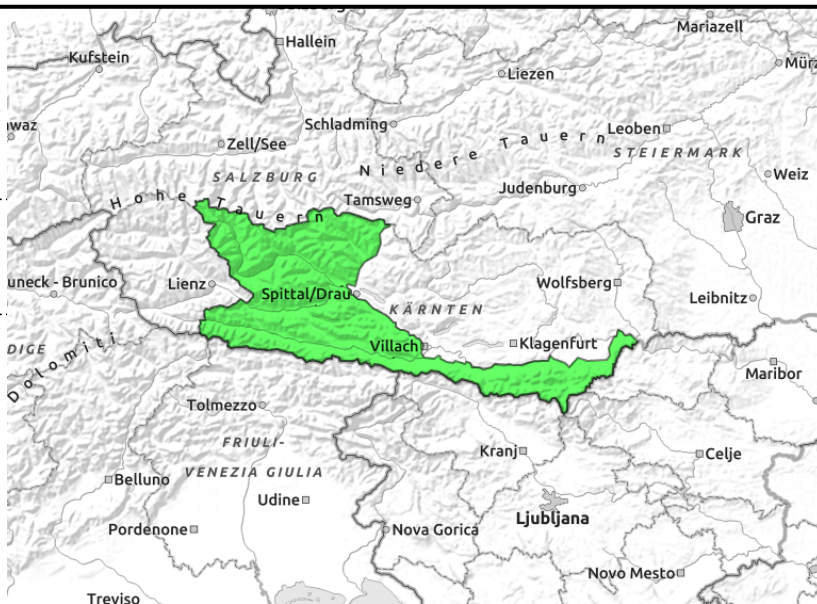 Hallein
Mariazell
Kufstein
Mürz
Liezen
waz
Schladming
Leoben
Zell/See
Niedere Tauern
STEIERMARK
SALZBURG
Weiz
Hohe Tauern
Tamsweg
Judenburg
Graz
Lienz
Wolfsberg
uneck - Brunico
Spittal/Drau
Leibnitz
KÄRNTEN
DIGE
Dolomiti
Villach
Klagenfurt
Maribor
Tolmezzo
FRIULI-
VENEZIA GIULIA
Kranj
Celje
Belluno
Udine
Ljubljana
Pordenone
Nova Gorica
Novo Mesto
Treviso